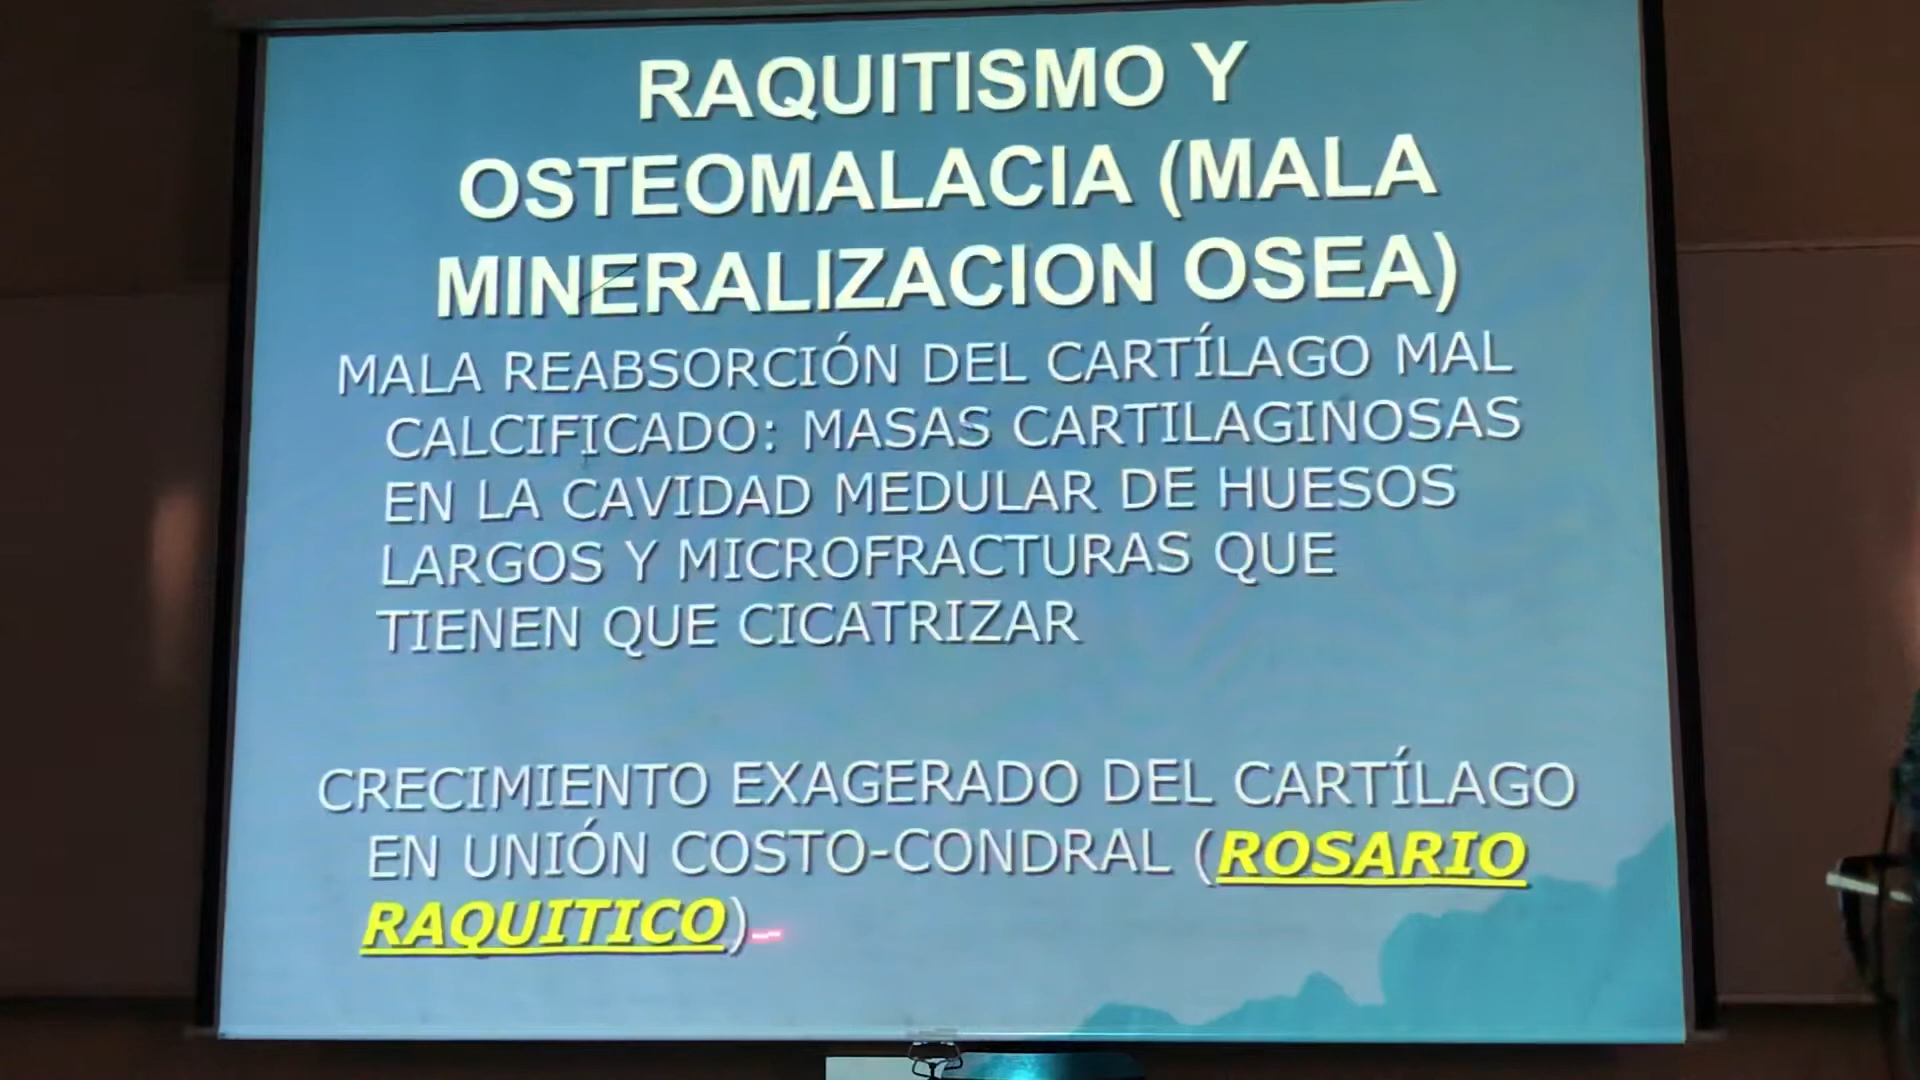 RAQUITISMO Y
OSTEOMALACIA (MALA
MINERALIZACION OSEA)
MALA REABSORCIÓN DEL CARTÍLAGO MAL
CALCIFICADO: MASAS CARTILAGINOSAS
EN LA CAVIDAD MEDULAR DE HUESOS
LARGOS Y MICROFRACTURAS QUE
TIENEN QUE CICATRIZAR
CRECIMIENTO EXAGERADO DEL CARTÍLAGO
EN UNIÓN COSTO-CONDRAL (ROSARIO
RAQUITICO)